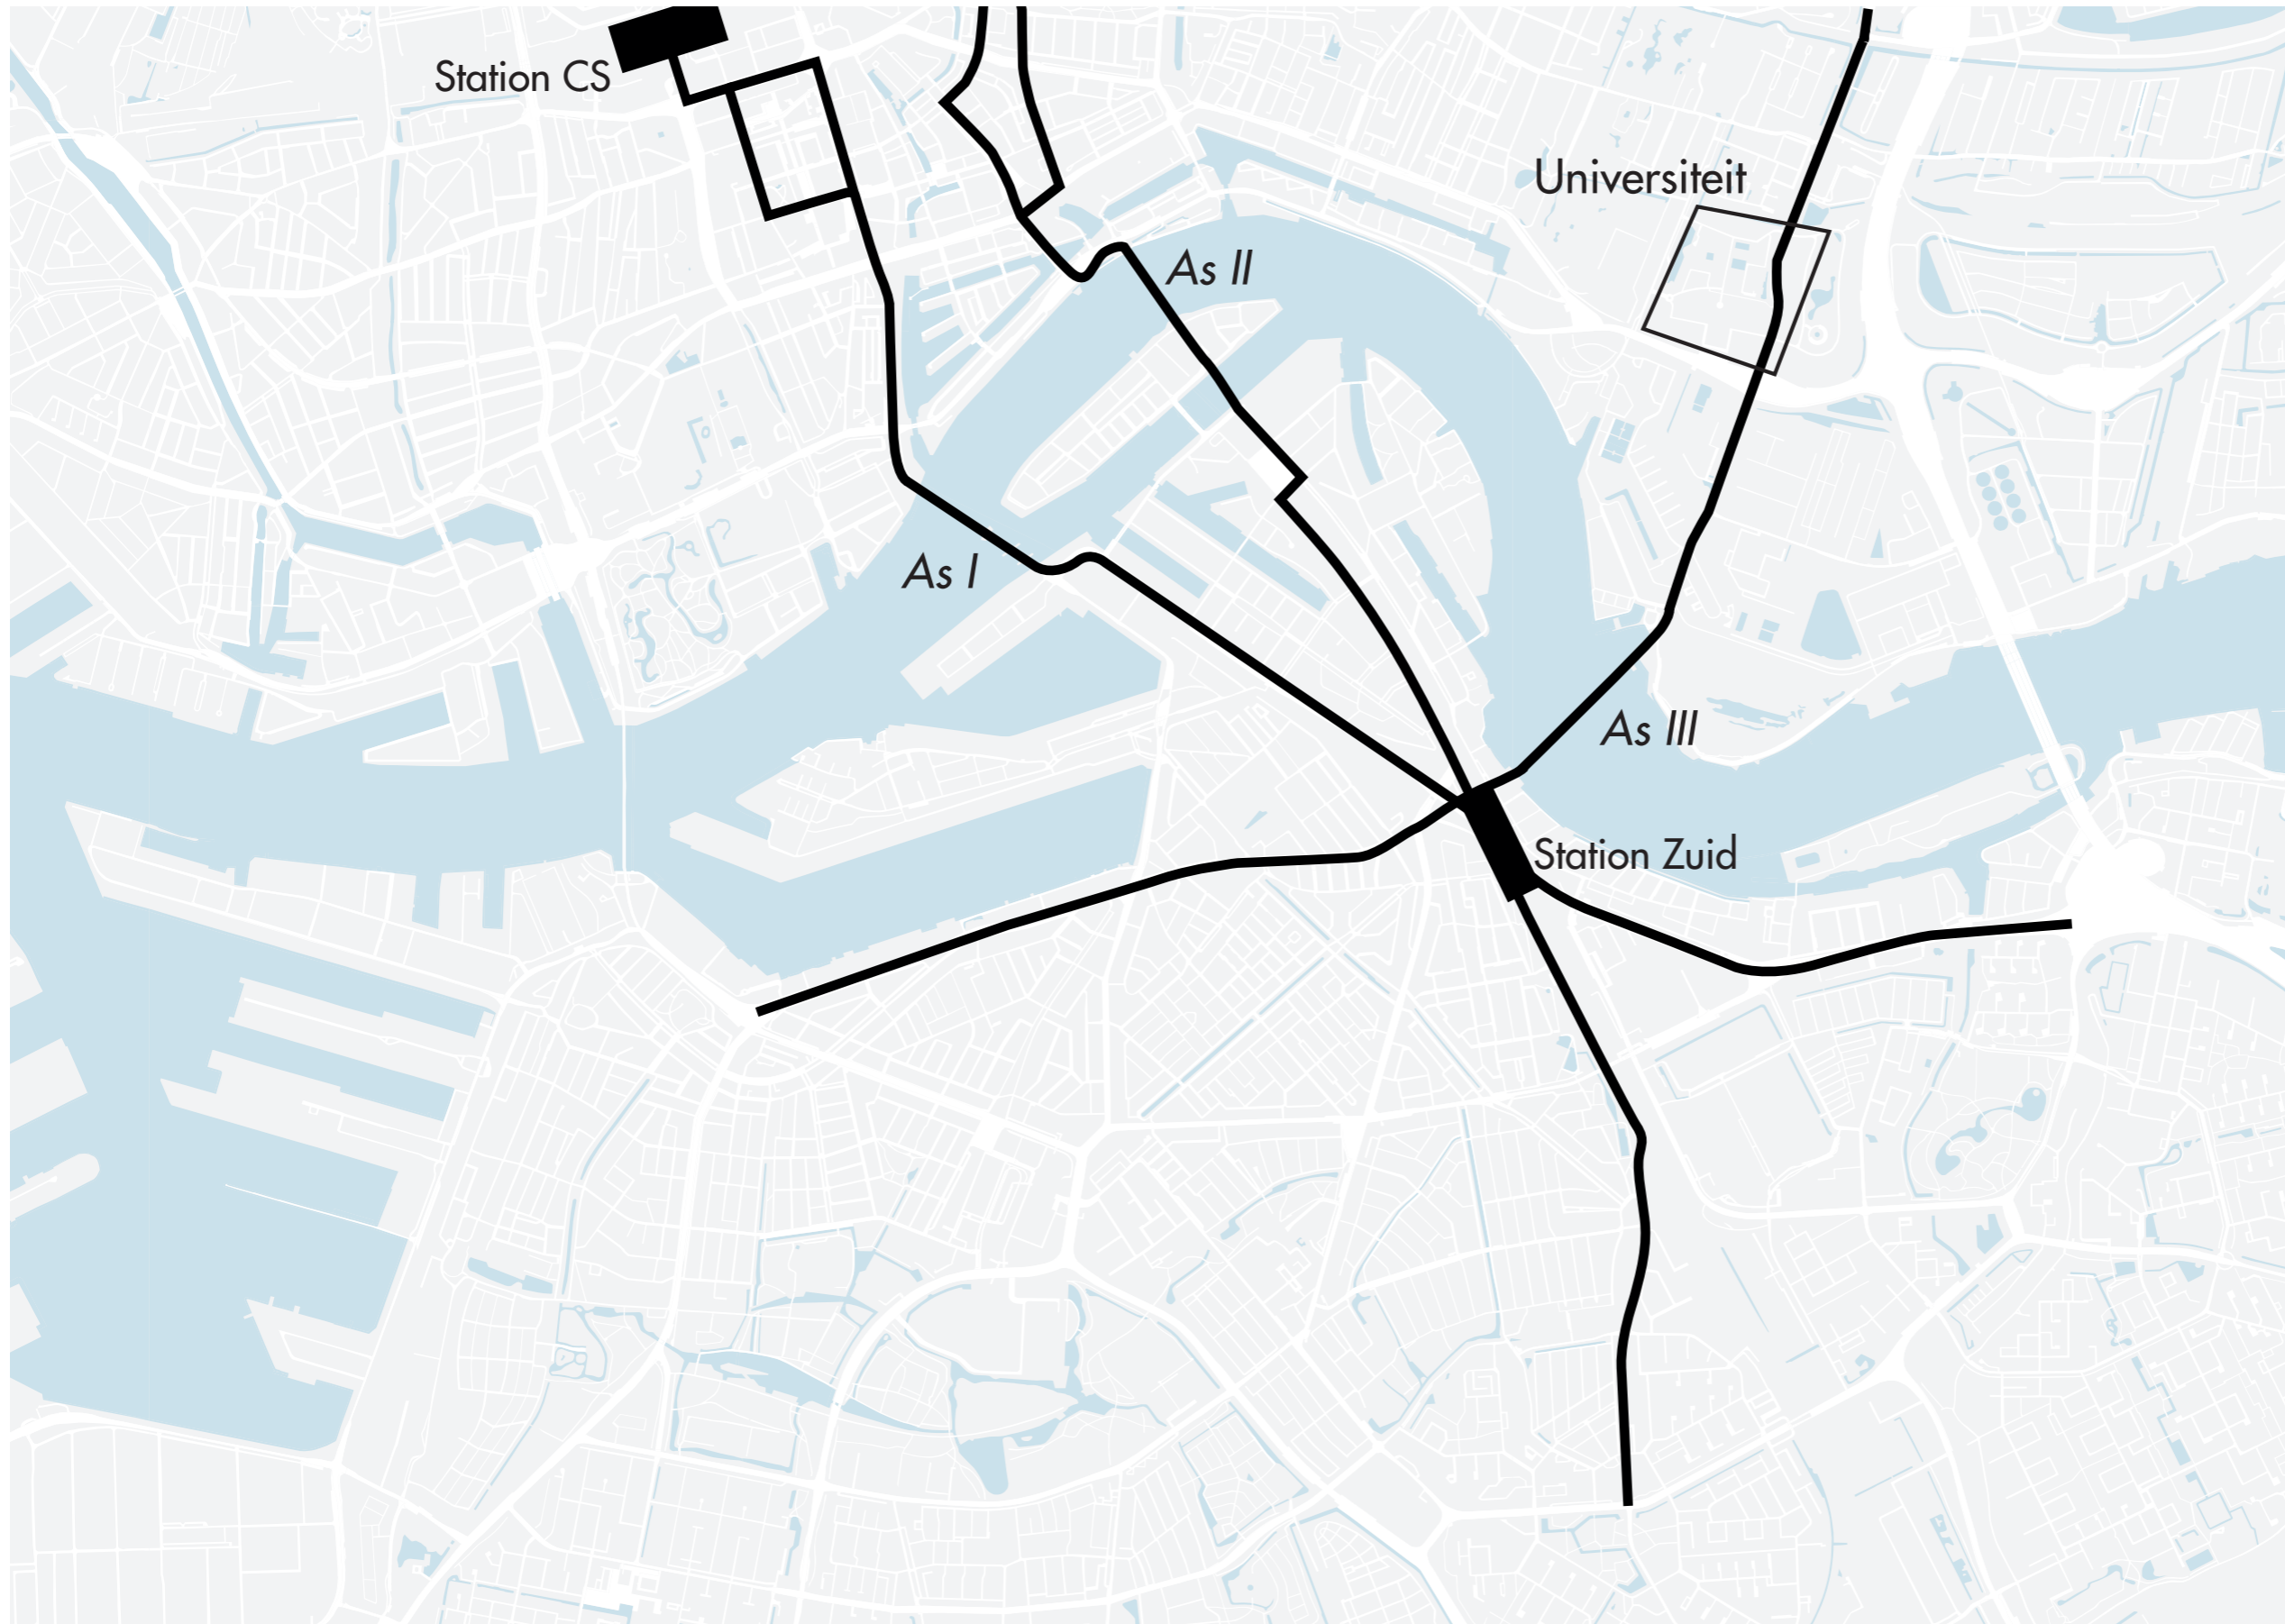 Station CS
Universiteit
As II
As I
As III
Station Zuid